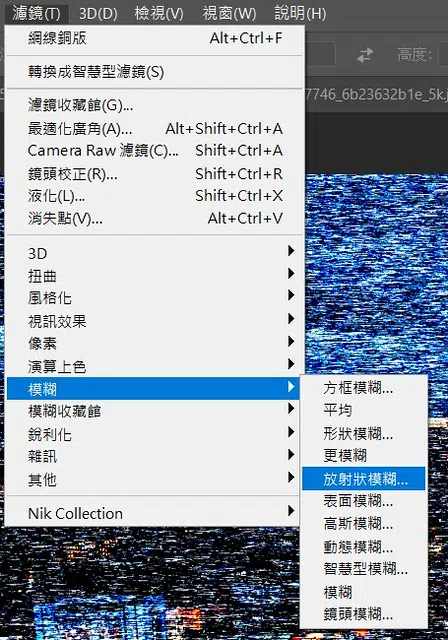 濾鏡(T) 3D(D) 檢視(V) 視窗(W) 說明(H)
高度:
網線銅版 Alt+Ctrl+F
轉換成智慧型濾鏡(S)
7746_6b23632b1e_5k.j
濾鏡收藏館(G)...
最適化廣角(A)... Alt+Shift+Ctrl+A
Camera Raw 濾鏡(C)... Shift+Ctrl+A
鏡頭校正(R)... Shift+Ctrl+R
液化(L)... Shift+Ctrl+X
消失點(V)... Alt+Ctrl+V
3D
扭曲
風格化
視訊效果
像素
演算上色
模糊
模糊收藏館
銳利化
雜訊
其他
Nik Collection
方框模糊...
平均
形狀模糊...
更模糊
放射狀模糊...
表面模糊...
高斯模糊...
動態模糊...
智慧型模糊...
模糊
鏡頭模糊...